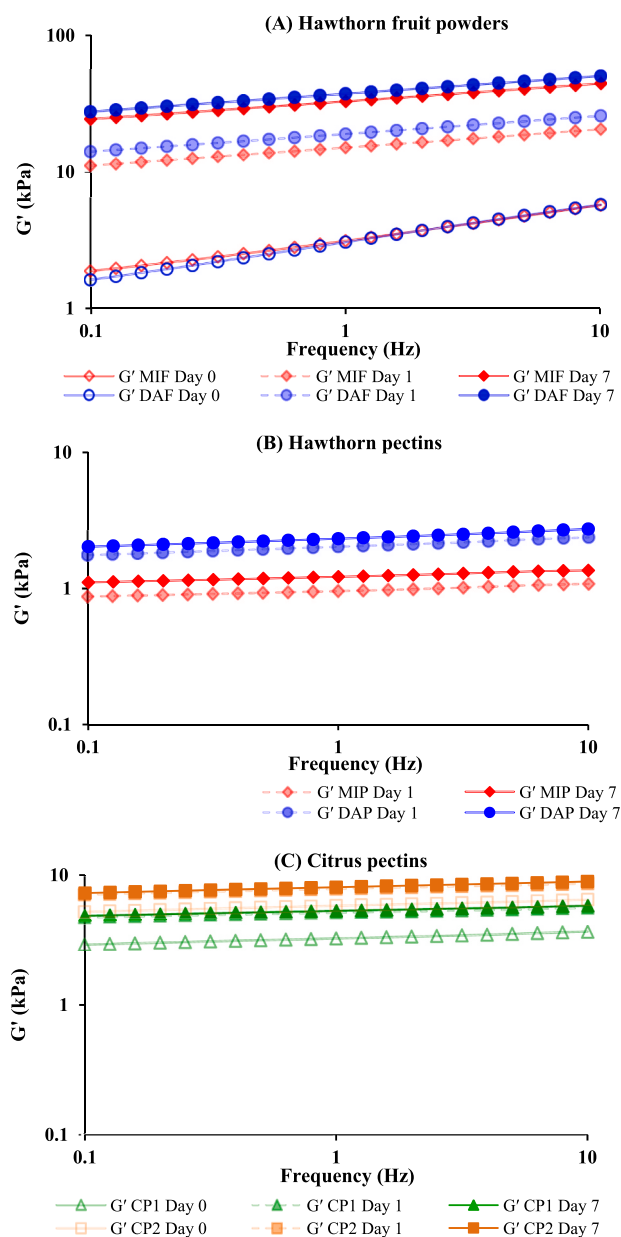 (A) Hawthorn fruit powders
100
10
1
G' (kPa)
0.1 1 10
Frequency (Hz)
G′ MIF Day 0 G′ MIF Day 1 G′ MIF Day 7
G′ DAF Day 0 G′ DAF Day 1 G′ DAF Day 7
(B) Hawthorn pectins
10
1
0.1
G' (kPa)
0.1 1 10
Frequency (Hz)
G′ MIP Day 1 G′ MIP Day 7
G′ DAP Day 1 G′ DAP Day 7
(C) Citrus pectins
10
1
0.1
G' (kPa)
0.1 1 10
Frequency (Hz)
G′ CP1 Day 0 G′ CP1 Day 1 G′ CP1 Day 7
G′ CP2 Day 0 G′ CP2 Day 1 G′ CP2 Day 7